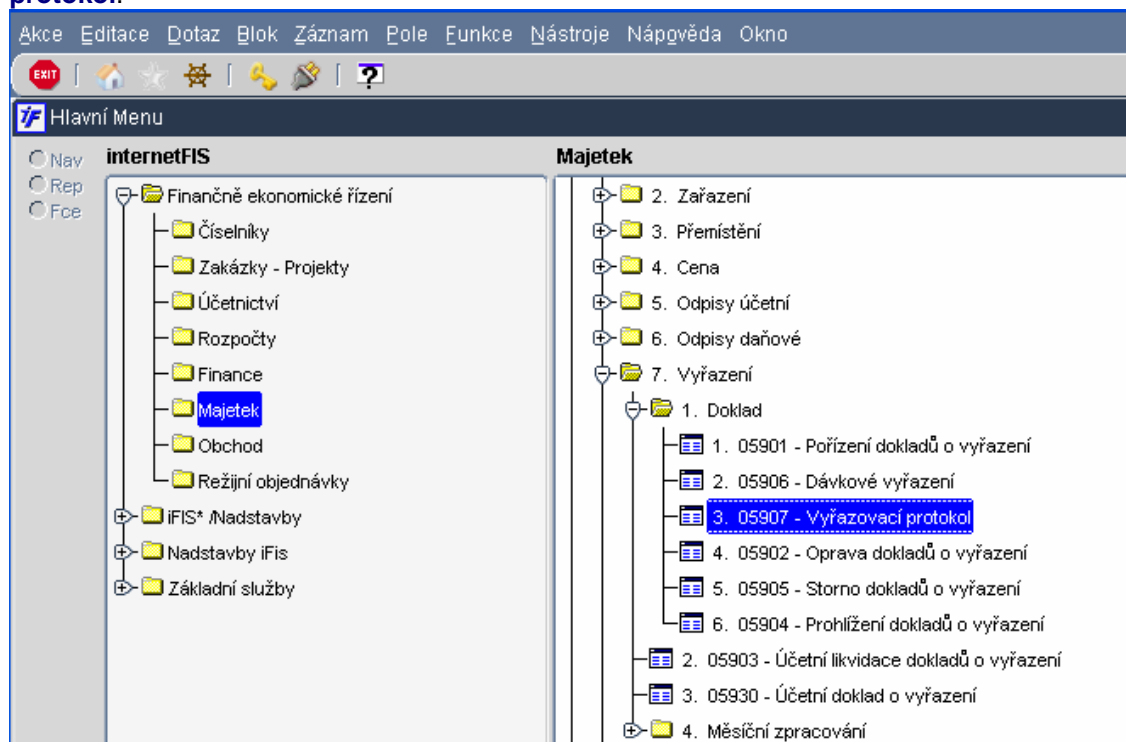 protokol.
Akce Editace Dotaz Blok Záznam Pole Funkce Nástroje Nápověda Okno
EXIT
Hlavní Menu
Nav
Rep
Fce
internetFIS
Finančně ekonomické řízení
Číselníky
Zakázky - Projekty
Účetnictví
Rozpočty
Finance
Majetek
Obchod
Režijní objednávky
iFIS* /Nadstavby
Nadstavby iFis
Základní služby
Majetek
2. Zařazení
3. Přemístění
4. Cena
5. Odpisy účetní
6. Odpisy daňové
7. Vyřazení
1. Doklad
1. 05901 - Pořízení dokladů o vyřazení
2. 05906 - Dávkové vyřazení
3. 05907 - Vyřazovací protokol
4. 05902 - Oprava dokladů o vyřazení
5. 05905 - Storno dokladů o vyřazení
6. 05904 - Prohlížení dokladů o vyřazení
2. 05903 - Účetní likvidace dokladů o vyřazení
3. 05930 - Účetní doklad o vyřazení
4. Měsíční zpracování